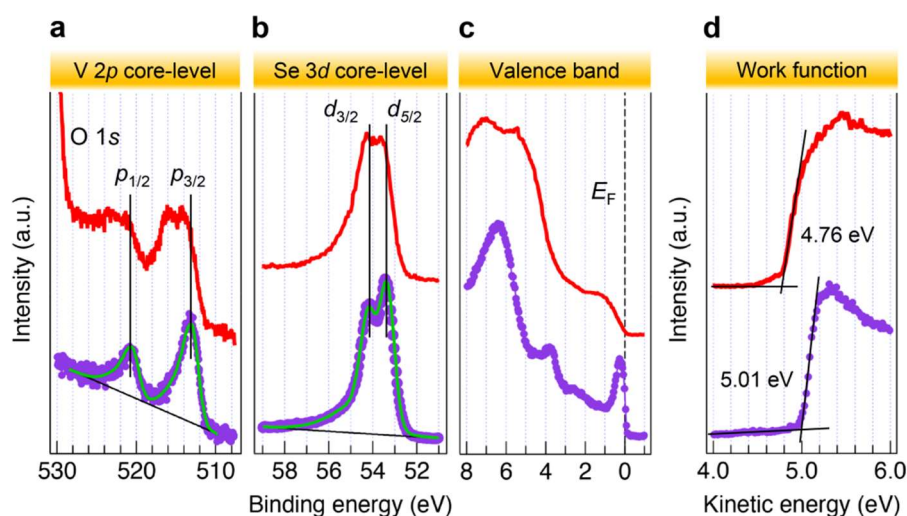 a b c d
V 2p core-level Se 3d core-level Valence band Work function
O 1s
p1/2 p3/2
d3/2 d5/2
EF
4.76 eV
5.01 eV
Intensity (a.u.)
Intensity (a.u.)
530 520 510 58 56 54 52 8 6 4 2 0 4.0 5.0 6.0
Binding energy (eV) Kinetic energy (eV)